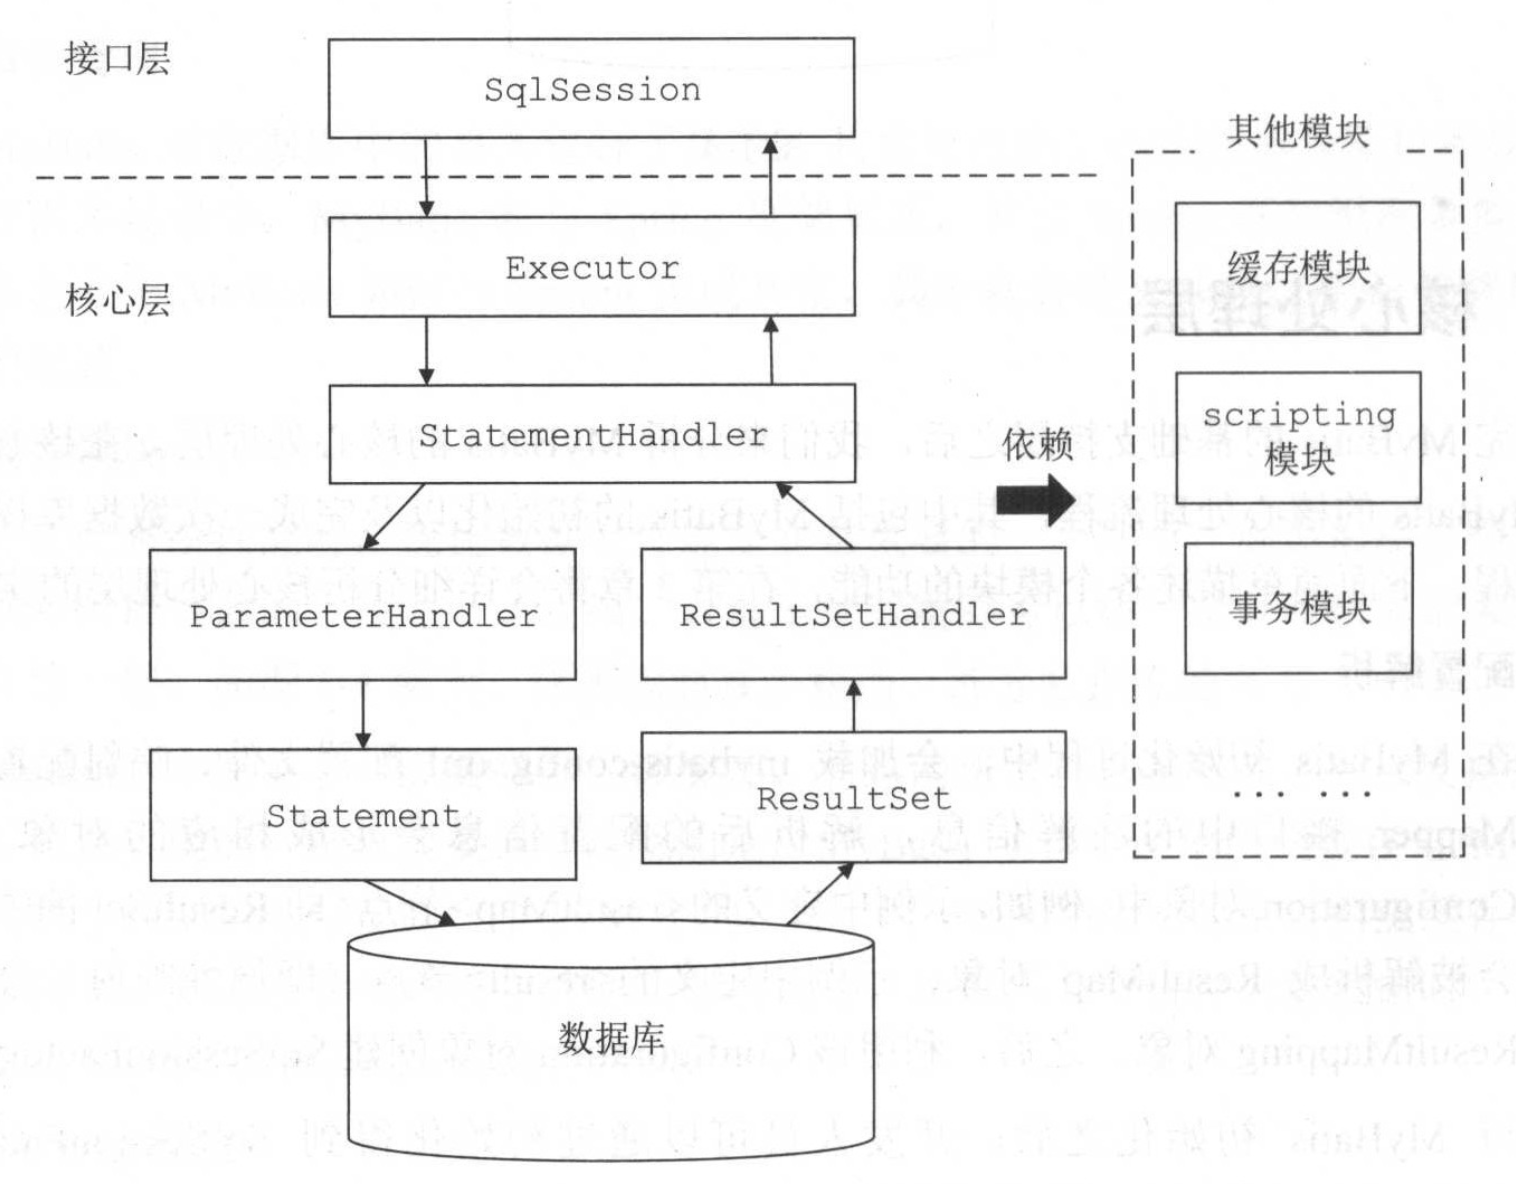 接口层
SqlSession
其他模块
Executor
缓存模块
核心层
scripting
模块
StatementHandler
依赖
ParameterHandler
ResultSetHandler
事务模块
Statement
ResultSet
... ...
数据库